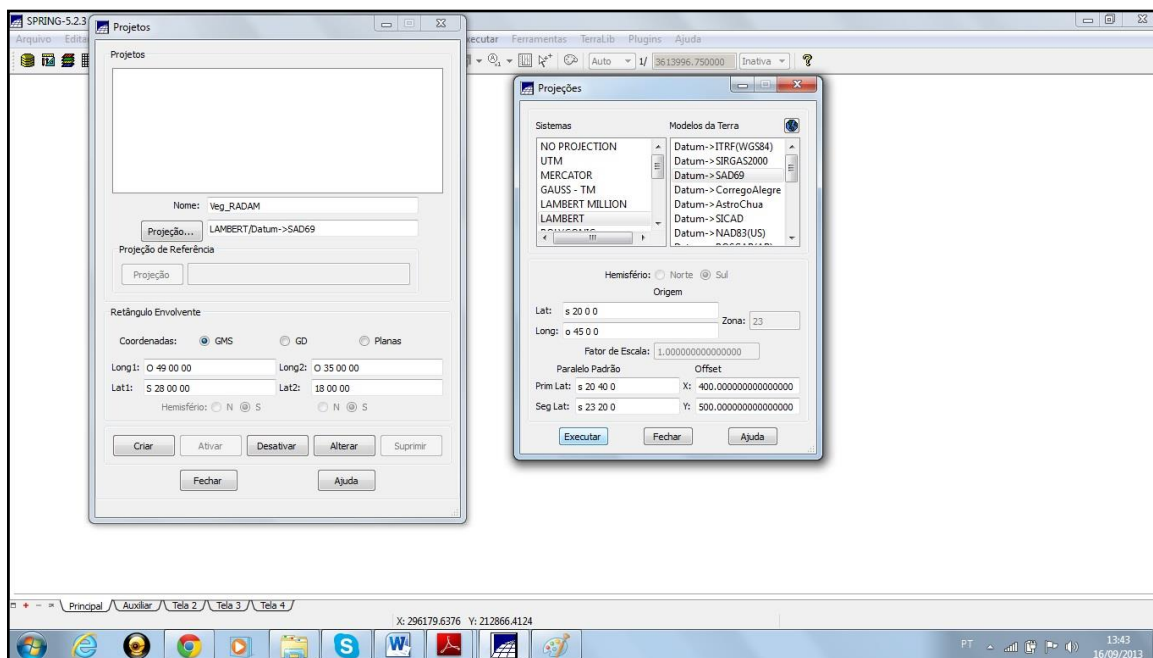 SPRING-5.2.3
Arquivo Edita
Executar Ferramentas TerraLib Plugins Ajuda
Auto 1/ 3613996.750000 Inativa
Projetos
Projetos
Nome: Veg_RADAM
Projeção... LAMBERT/Datum->SAD69
Projeção de Referência
Projeção
Retângulo Envolvente
Coordenadas: GMS GD Planas
Long1: O 49 00 00 Long2: O 35 00 00
Lat1: S 28 00 00 Lat2: 18 00 00
Hemisfério: N S N S
Criar Ativar Desativar Alterar Suprimir
Fechar Ajuda
Projeções
Sistemas Modelos da Terra
NO PROJECTION Datum->ITRF(WGS84)
UTM Datum->SIRGAS2000
MERCATOR Datum->SAD69
GAUSS - TM Datum->CorregoAlegre
LAMBERT MILLION Datum->AstroChua
LAMBERT Datum->SICAD
Datum->NAD83(US)
Hemisfério: Norte Sul
Origem
Lat: s 20 0 0
Long: o 45 0 0 Zona: 23
Fator de Escala: 1.000000000000000
Paralelo Padrão Offset
Prim Lat: s 20 40 0 X: 400.000000000000000
Seg Lat: s 23 20 0 Y: 500.000000000000000
Executar Fechar Ajuda
Principal Auxiliar Tela 2 Tela 3 Tela 4
X: 296179.6376 Y: 212866.4124
PT 13:43
16/09/2013